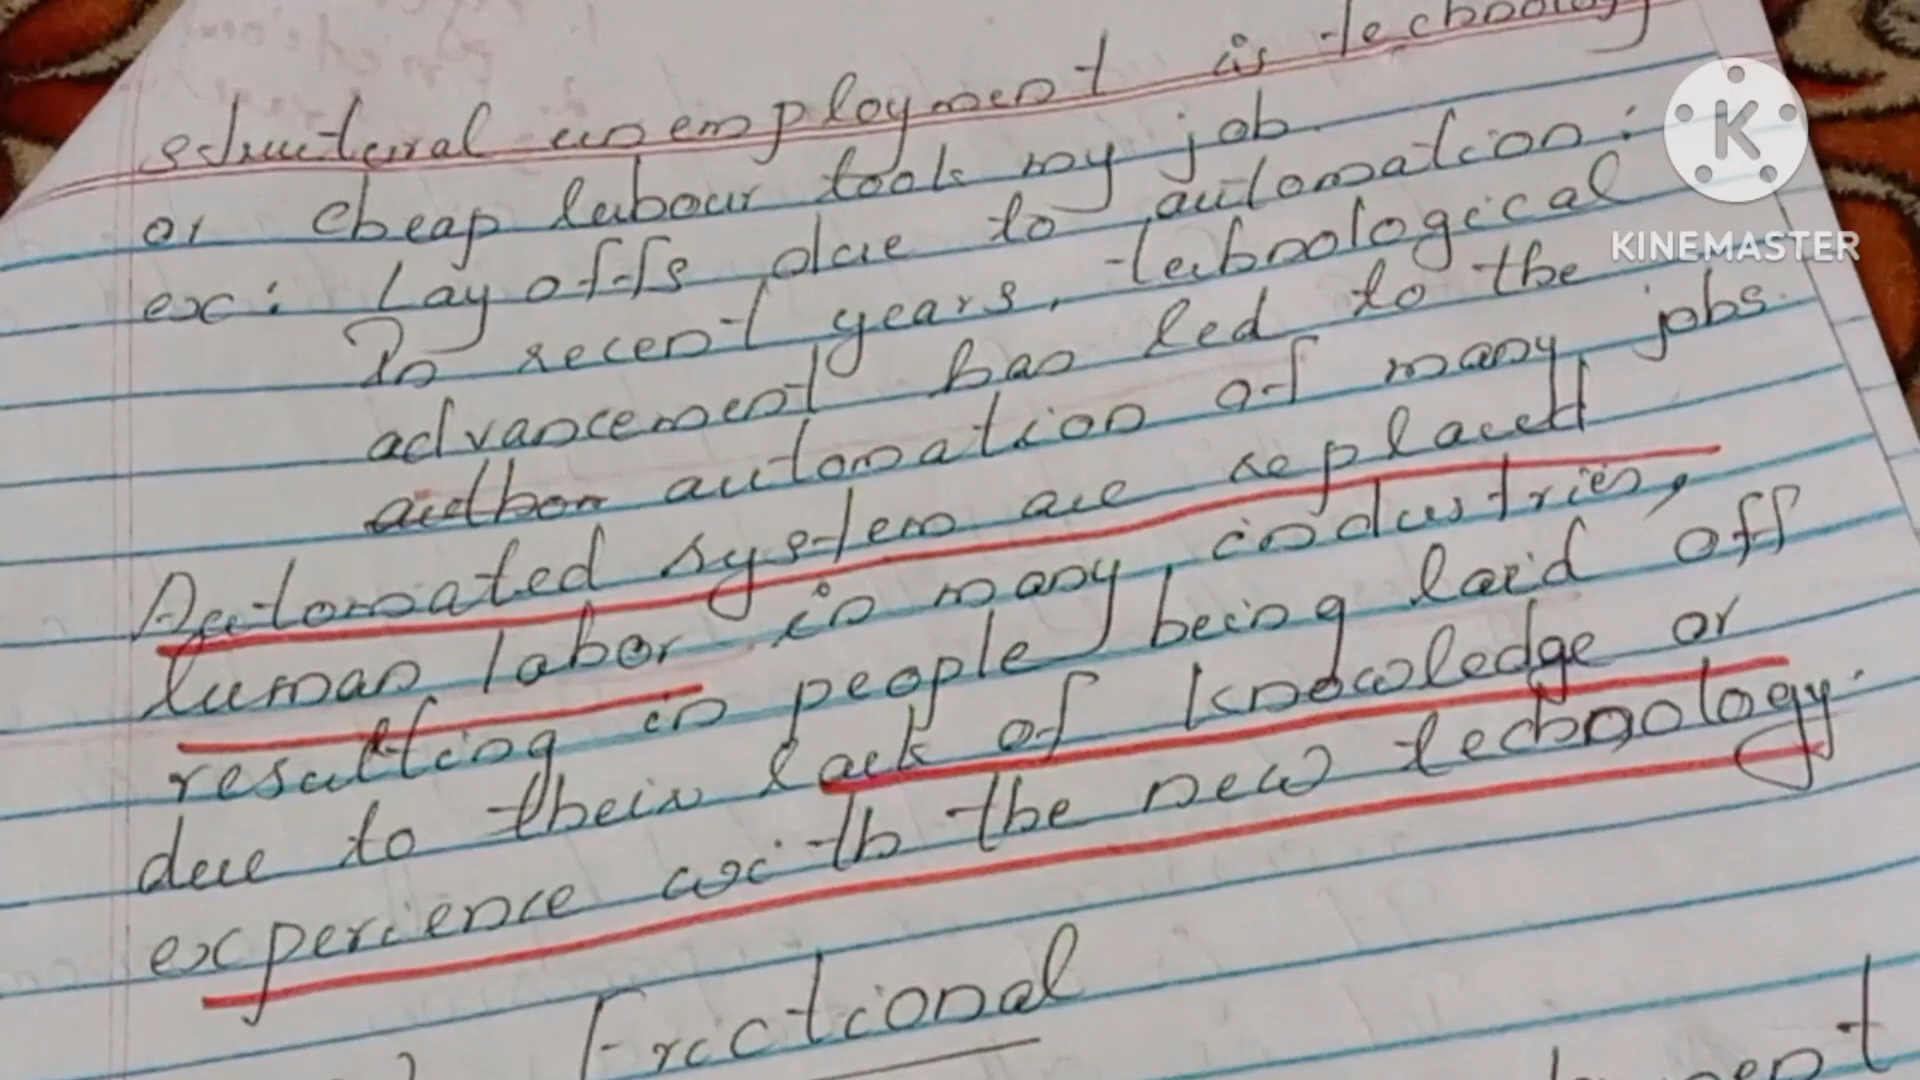 structural unemployment is technology
or cheap labour took my job
ex: Lay offs due to automation:
In recent years, technological
advancement has led to the
automation of many jobs.
Automated system are replaced
human labor in many industries,
resulting in people being laid off
due to their lack of knowledge or
experience with the new technology.
Frictional
KINEMASTER